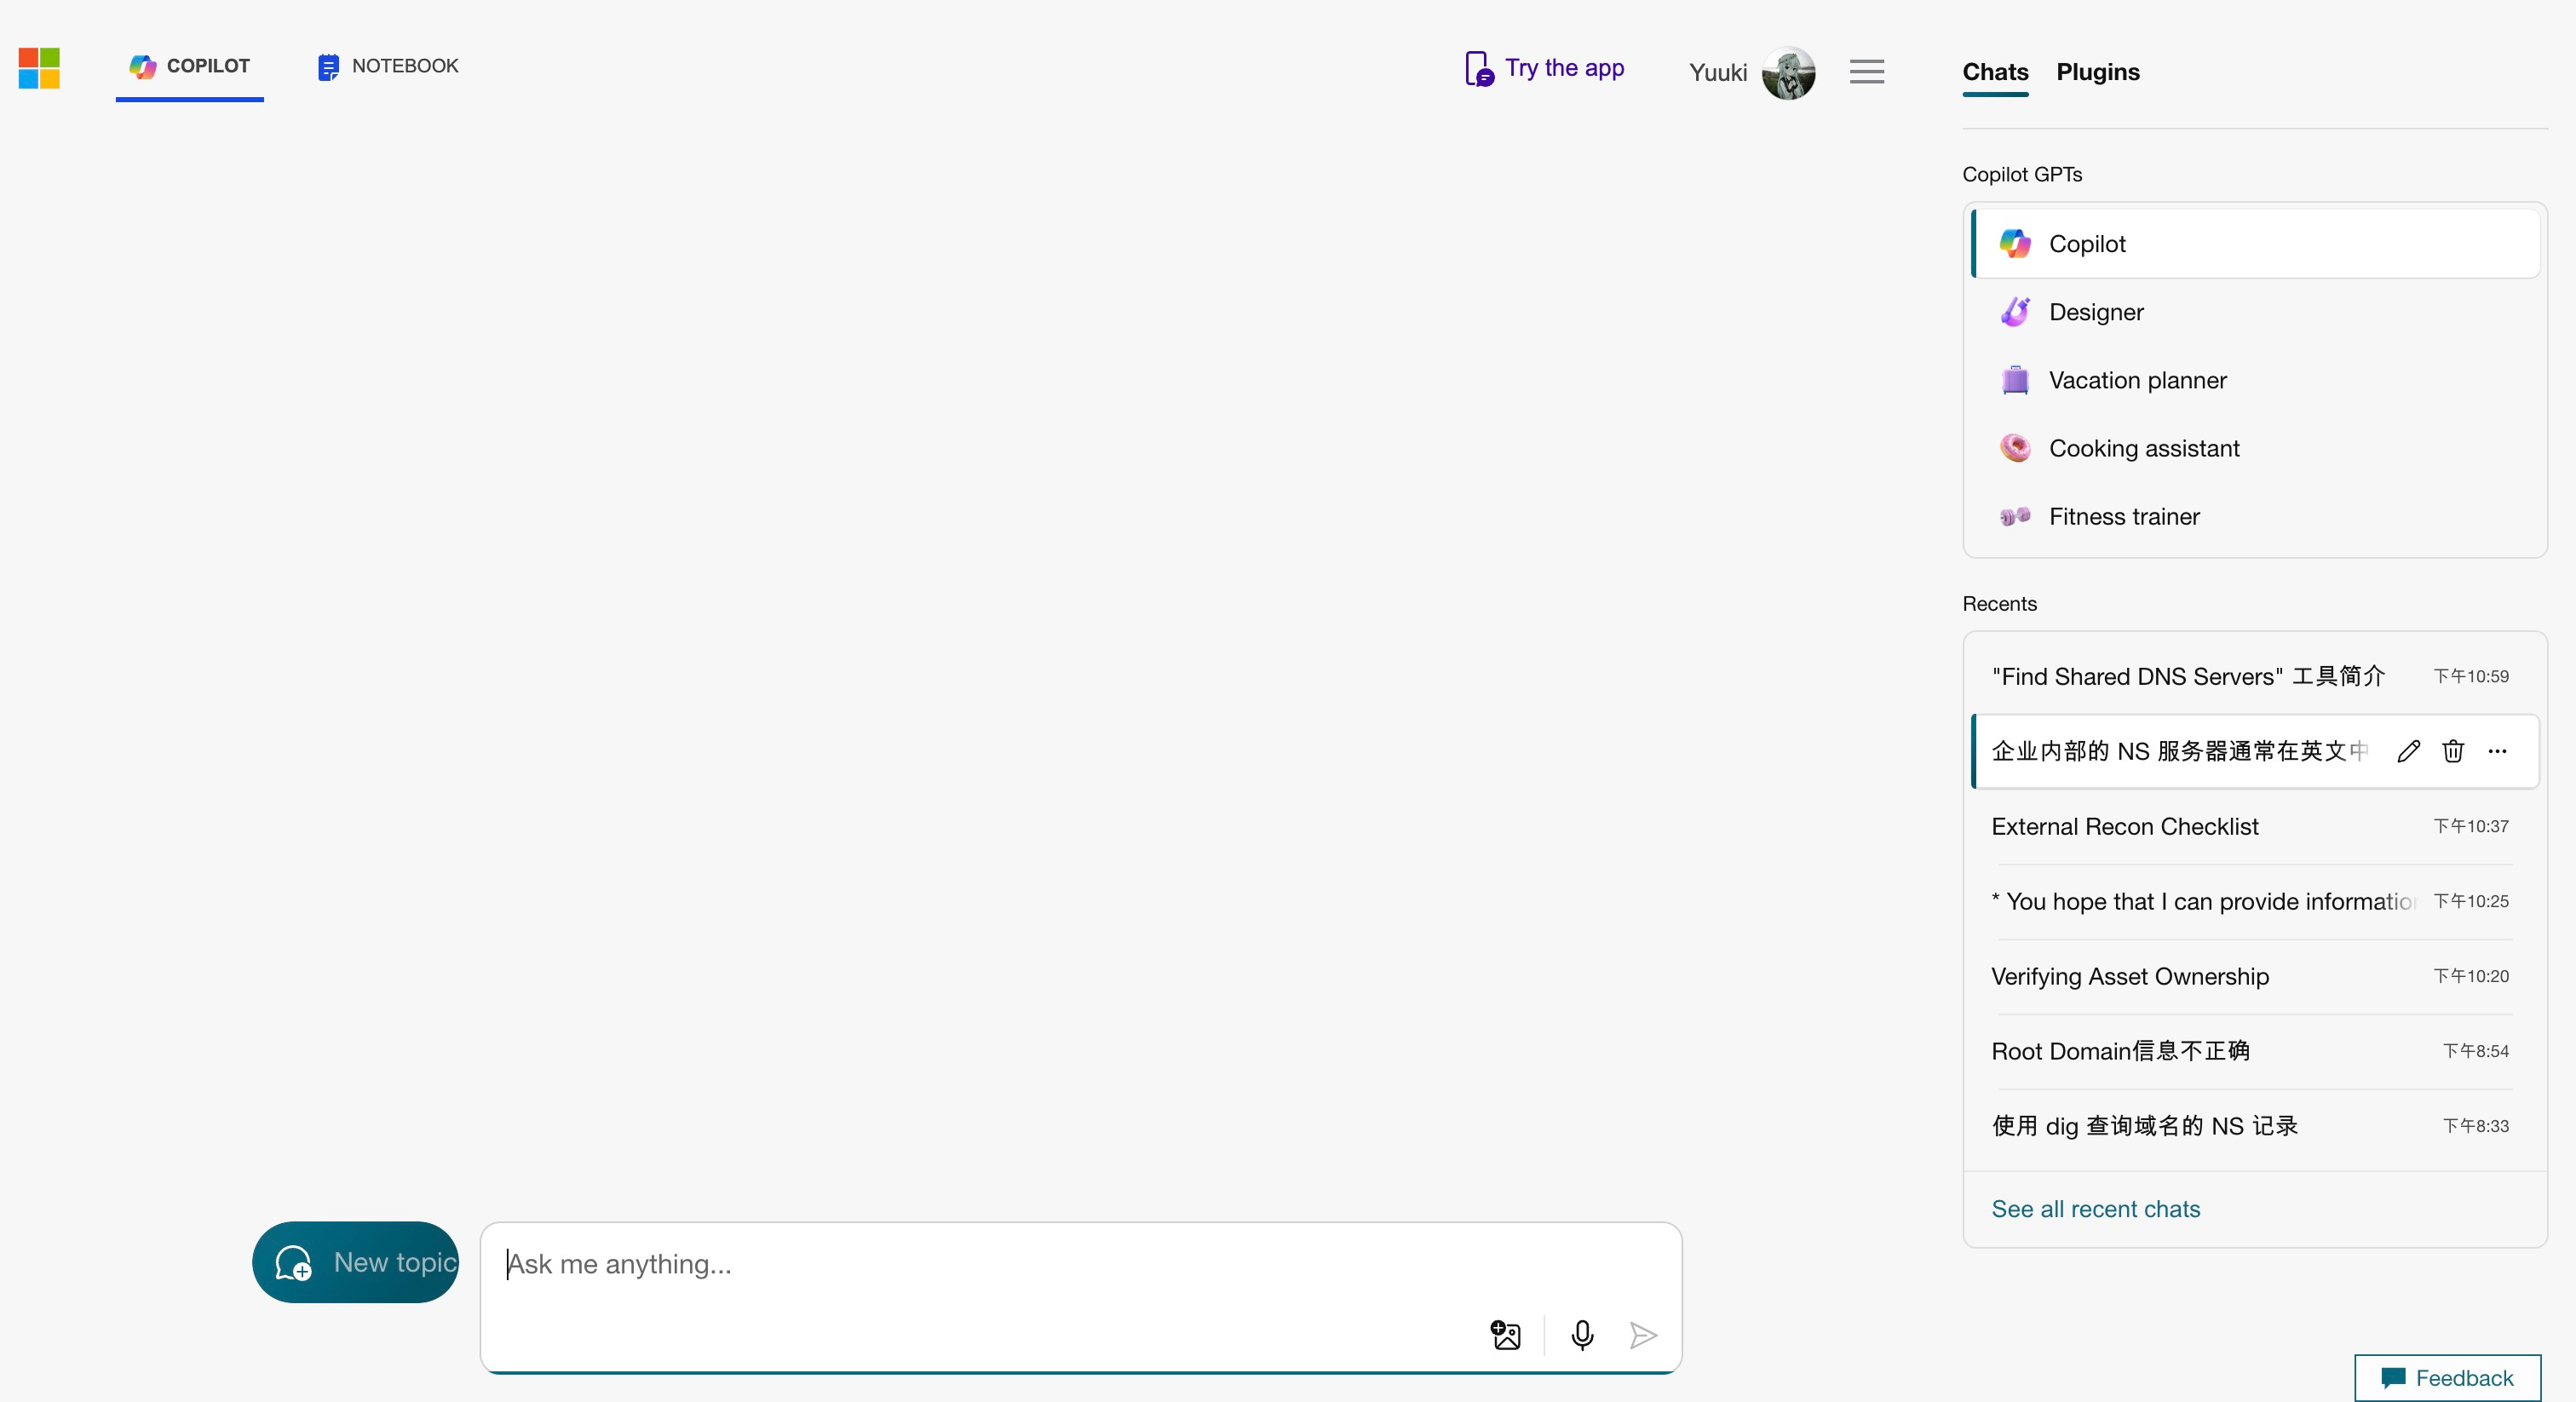 COPILOT
NOTEBOOK
Try the app
Yuuki
Chats
Plugins
Copilot GPTs
Copilot
Designer
Vacation planner
Cooking assistant
Fitness trainer
Recents
"Find Shared DNS Servers" 工具简介 下午10:59
企业内部的 NS 服务器通常在英文中
External Recon Checklist 下午10:37
* You hope that I can provide information 下午10:25
Verifying Asset Ownership 下午10:20
Root Domain信息不正确 下午8:54
使用 dig 查询域名的 NS 记录 下午8:33
See all recent chats
New topic
Ask me anything...
Feedback